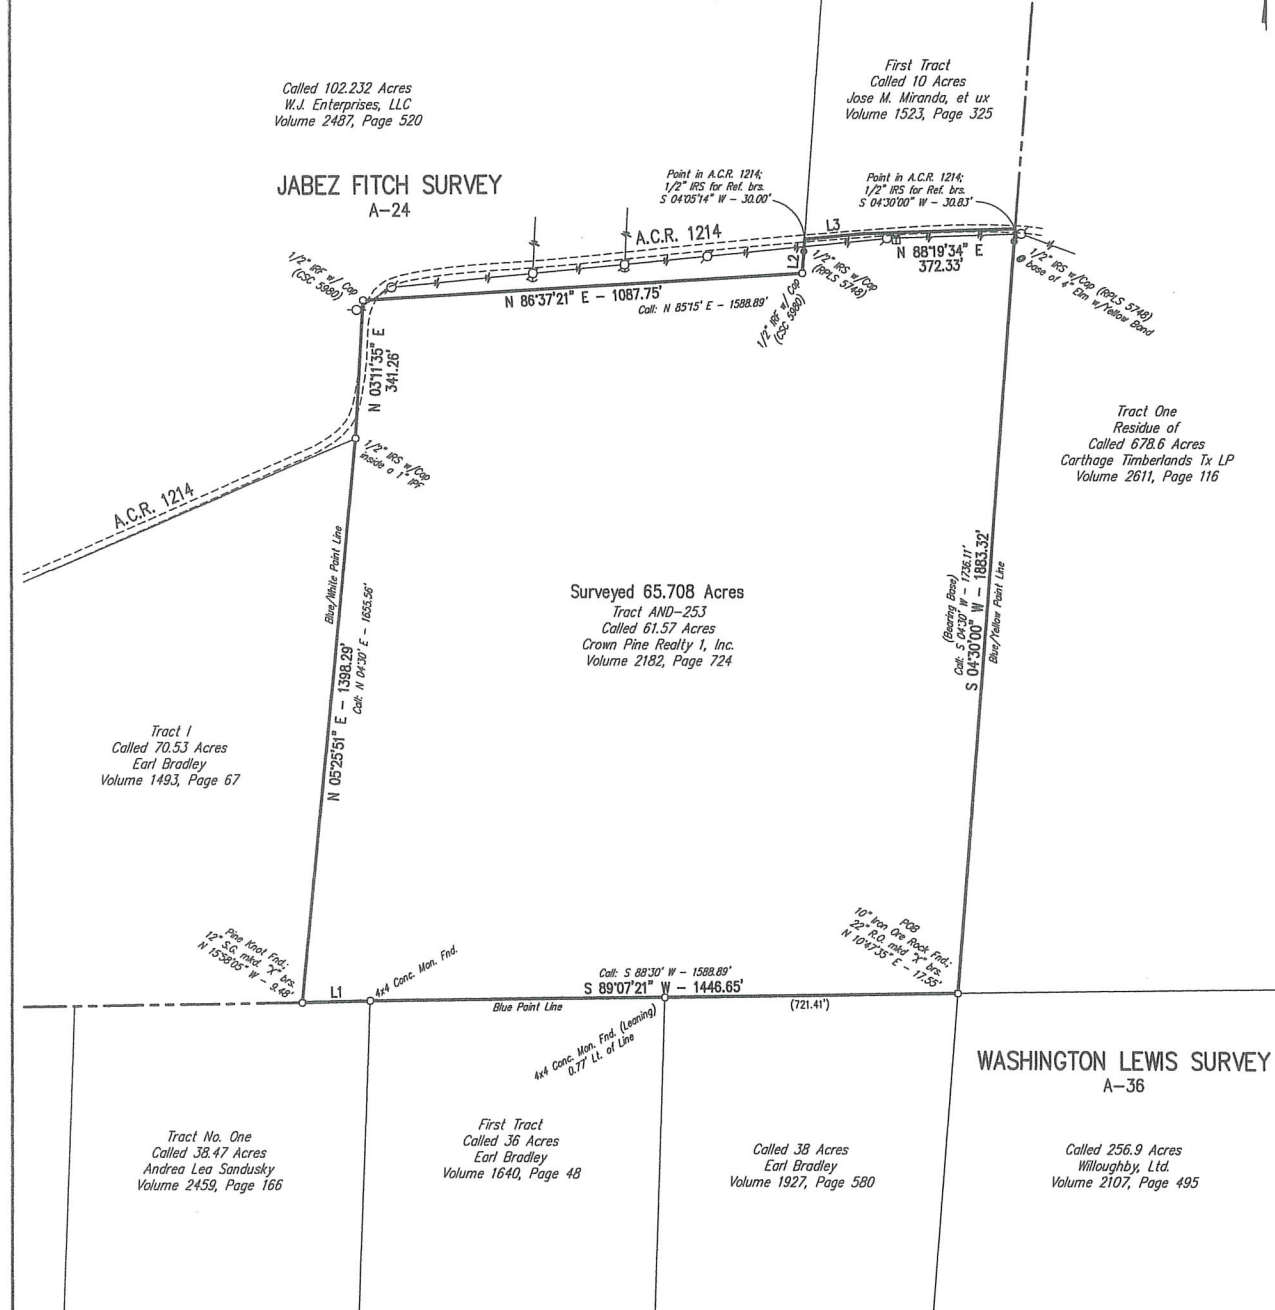 Called 102.232 Acres
W.J. Enterprises, LLC
Volume 2487, Page 520
First Tract
Called 10 Acres
Jose M. Miranda, et ux
Volume 1523, Page 325
JABEZ FITCH SURVEY
A-24
Point in A.C.R. 1214;
1/2" IRS for Ref. brs.
S 04°05'14" W - 30.00'
Point in A.C.R. 1214;
1/2" IRS for Ref. brs.
S 04°30'00" W - 30.83'
L3
A.C.R. 1214
N 88°19'34" E
372.33'
1/2" IRF w/Cap
(CSC 5980)
L2
1/2" IRS w/Cap
(RPLS 5748)
1/2" IRS w/Cap (RPLS 5748)
base of 4" Elm w/Yellow Band
N 86°37'21" E - 1087.75'
Call: N 85°15' E - 1588.89'
1/2" IRF w/ Cap
(CSC 5980)
N 03°11'35" E
341.26'
1/2" IRS w/Cap
inside a 1" IPF
A.C.R. 1214
Tract One
Residue of
Called 678.6 Acres
Carthage Timberlands Tx LP
Volume 2611, Page 116
Blue/White Paint Line
N 05°25'51" E - 1398.29'
Call: N 04°30' E - 1655.56'
Surveyed 65.708 Acres
Tract AND-253
Called 61.57 Acres
Crown Pine Realty 1, Inc.
Volume 2182, Page 724
(Bearing Base)
Call: S 04°30' W - 1736.11'
S 04°30'00" W - 1883.32'
Blue/Yellow Paint Line
Tract I
Called 70.53 Acres
Earl Bradley
Volume 1493, Page 67
Pine Knot Fnd.;
12" S.G. mkd. "X" brs.
N 15°58'05" W - 9.48'
L1
4x4 Conc. Mon. Fnd.
POB
10" Iron Ore Rock Fnd.;
22" R.O. mkd "X" brs.
N 10°47'35" E - 17.55'
Call: S 88°30' W - 1588.89'
S 89°07'21" W - 1446.65'
Blue Paint Line
(721.41')
4x4 Conc. Mon. Fnd. (Leaning)
0.77' Lt. of Line
WASHINGTON LEWIS SURVEY
A-36
Tract No. One
Called 38.47 Acres
Andrea Lea Sandusky
Volume 2459, Page 166
First Tract
Called 36 Acres
Earl Bradley
Volume 1640, Page 48
Called 38 Acres
Earl Bradley
Volume 1927, Page 580
Called 256.9 Acres
Willoughby, Ltd.
Volume 2107, Page 495